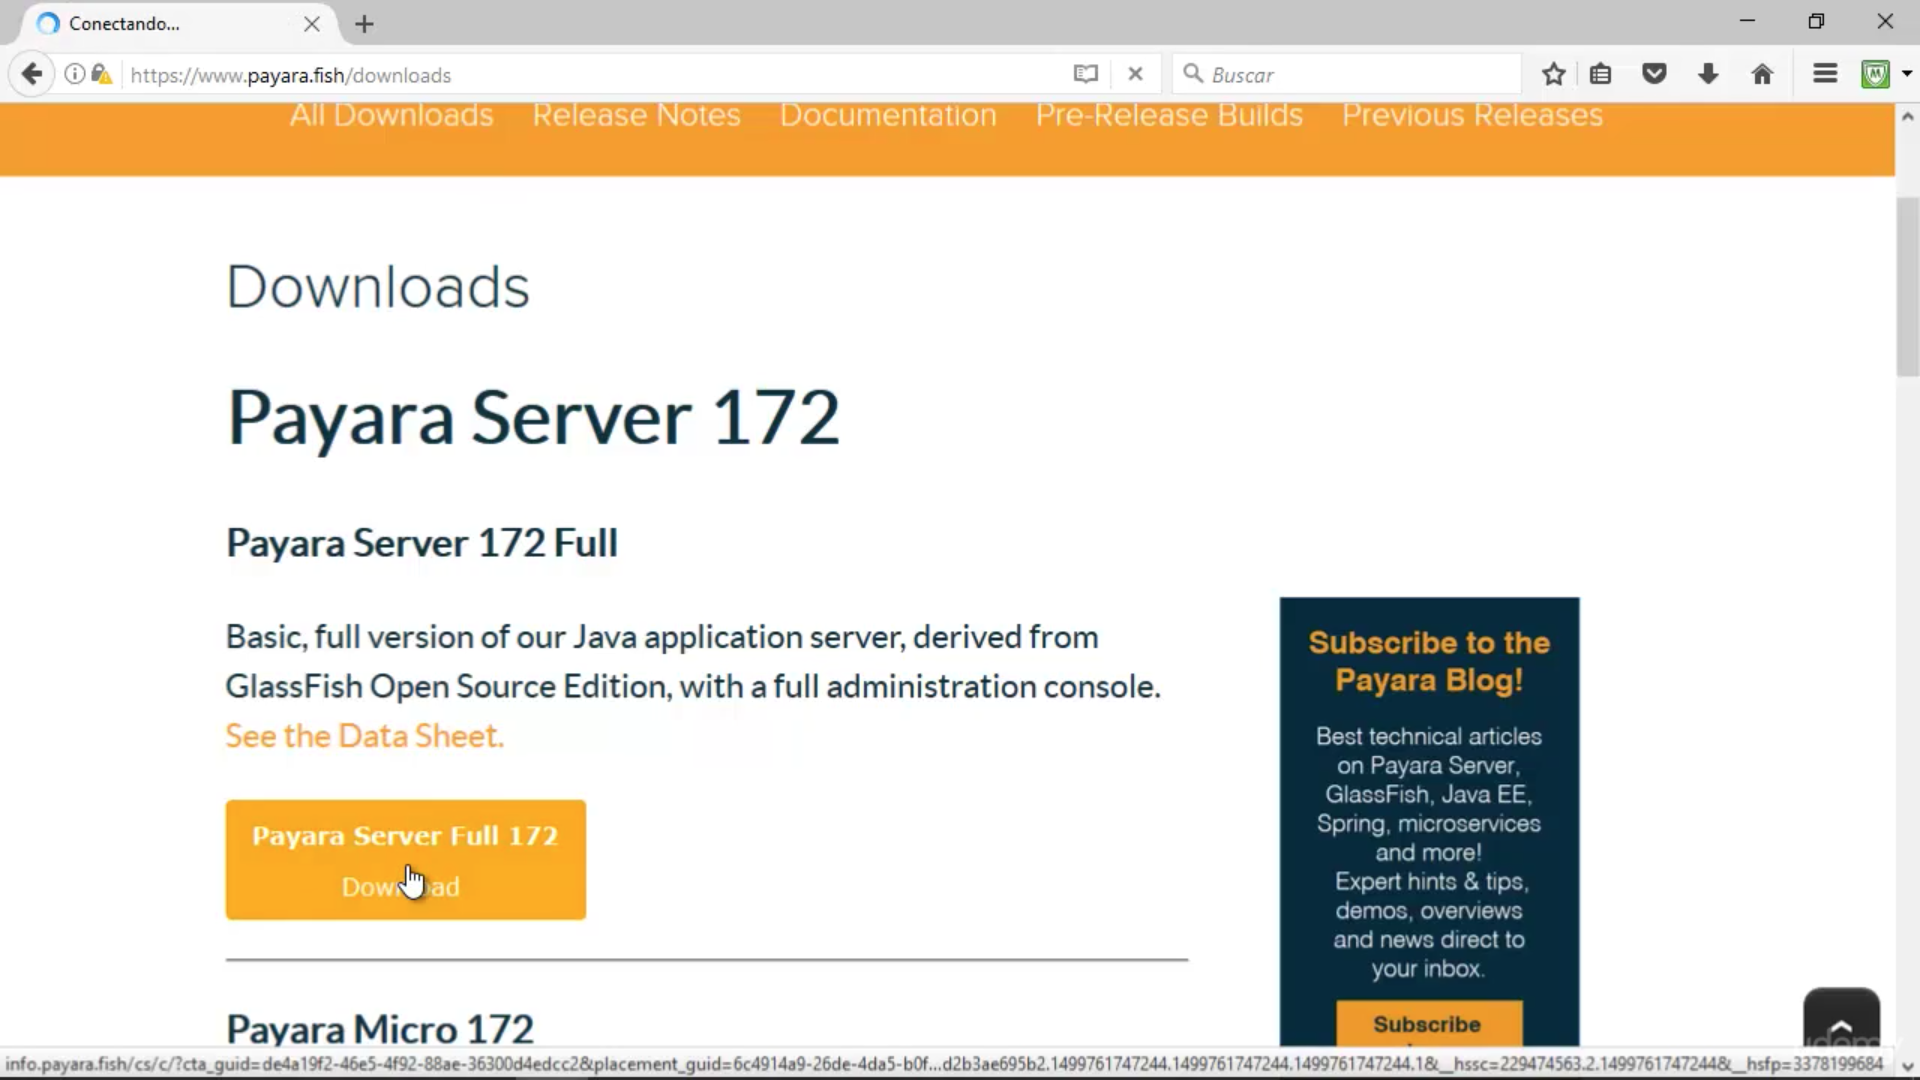 Conectando...
https://www.payara.fish/downloads
Buscar
All Downloads Release Notes Documentation Pre-Release Builds Previous Releases
Downloads
Payara Server 172
Payara Server 172 Full
Basic, full version of our Java application server, derived from
GlassFish Open Source Edition, with a full administration console.
See the Data Sheet.
Payara Server Full 172
Download
Payara Micro 172
Subscribe to the
Payara Blog!
Best technical articles
on Payara Server,
GlassFish, Java EE,
Spring, microservices
and more!
Expert hints & tips,
demos, overviews
and news direct to
your inbox.
Subscribe
info.payara.fish/cs/c/?cta_guid=de4a19f2-46e5-4f92-88ae-36300d4edcc2&placement_guid=6c4914a9-26de-4da5-b0f...d2b3ae695b2.1499761747244.1499761747244.1499761747244.1&__hssc=229474563.2.1499761747244&__hsfp=3378199684
udemy